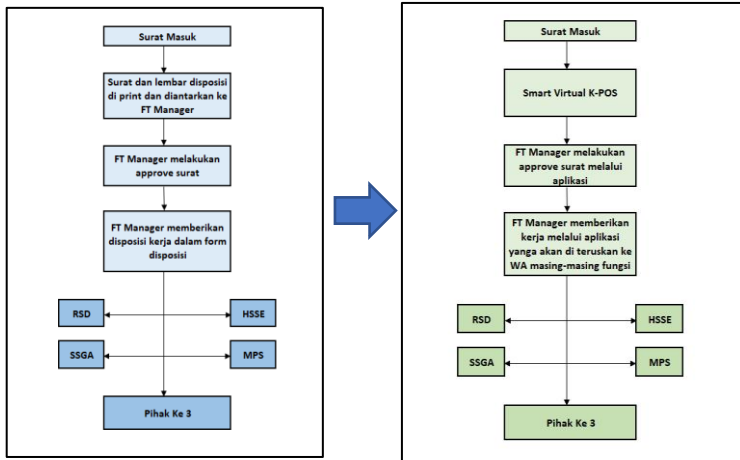 Surat Masuk
Surat dan lembar disposisi
di print dan diantarkan ke
FT Manager
FT Manager melakukan
approve surat
FT Manager memberikan
disposisi kerja dalam form
disposisi
RSD
HSSE
SSGA
MPS
Pihak Ke 3
Surat Masuk
Smart Virtual K-POS
FT Manager melakukan
approve surat melalui
aplikasi
FT Manager memberikan
kerja melalui aplikasi
yanga akan di teruskan ke
WA masing-masing fungsi
RSD
HSSE
SSGA
MPS
Pihak Ke 3